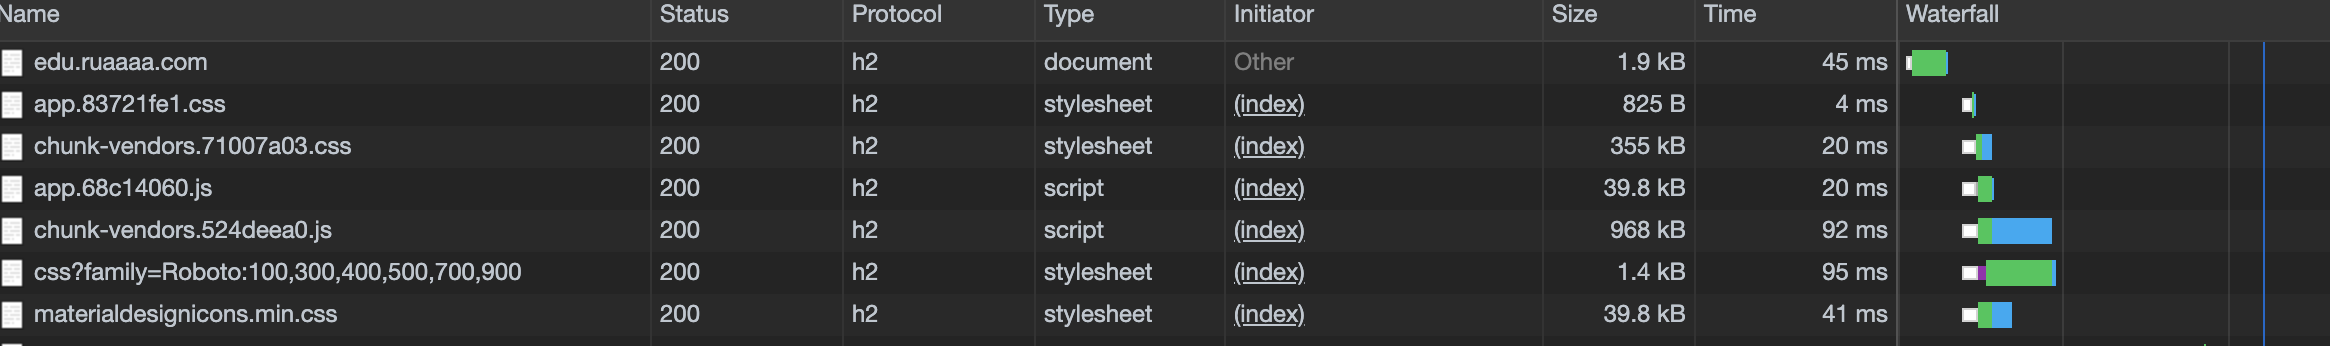 Name Status Protocol Type Initiator Size Time Waterfall
edu.ruaaaa.com 200 h2 document Other 1.9 kB 45 ms
app.83721fe1.css 200 h2 stylesheet (index) 825 B 4 ms
chunk-vendors.71007a03.css 200 h2 stylesheet (index) 355 kB 20 ms
app.68c14060.js 200 h2 script (index) 39.8 kB 20 ms
chunk-vendors.524deea0.js 200 h2 script (index) 968 kB 92 ms
css?family=Roboto:100,300,400,500,700,900 200 h2 stylesheet (index) 1.4 kB 95 ms
materialdesignicons.min.css 200 h2 stylesheet (index) 39.8 kB 41 ms